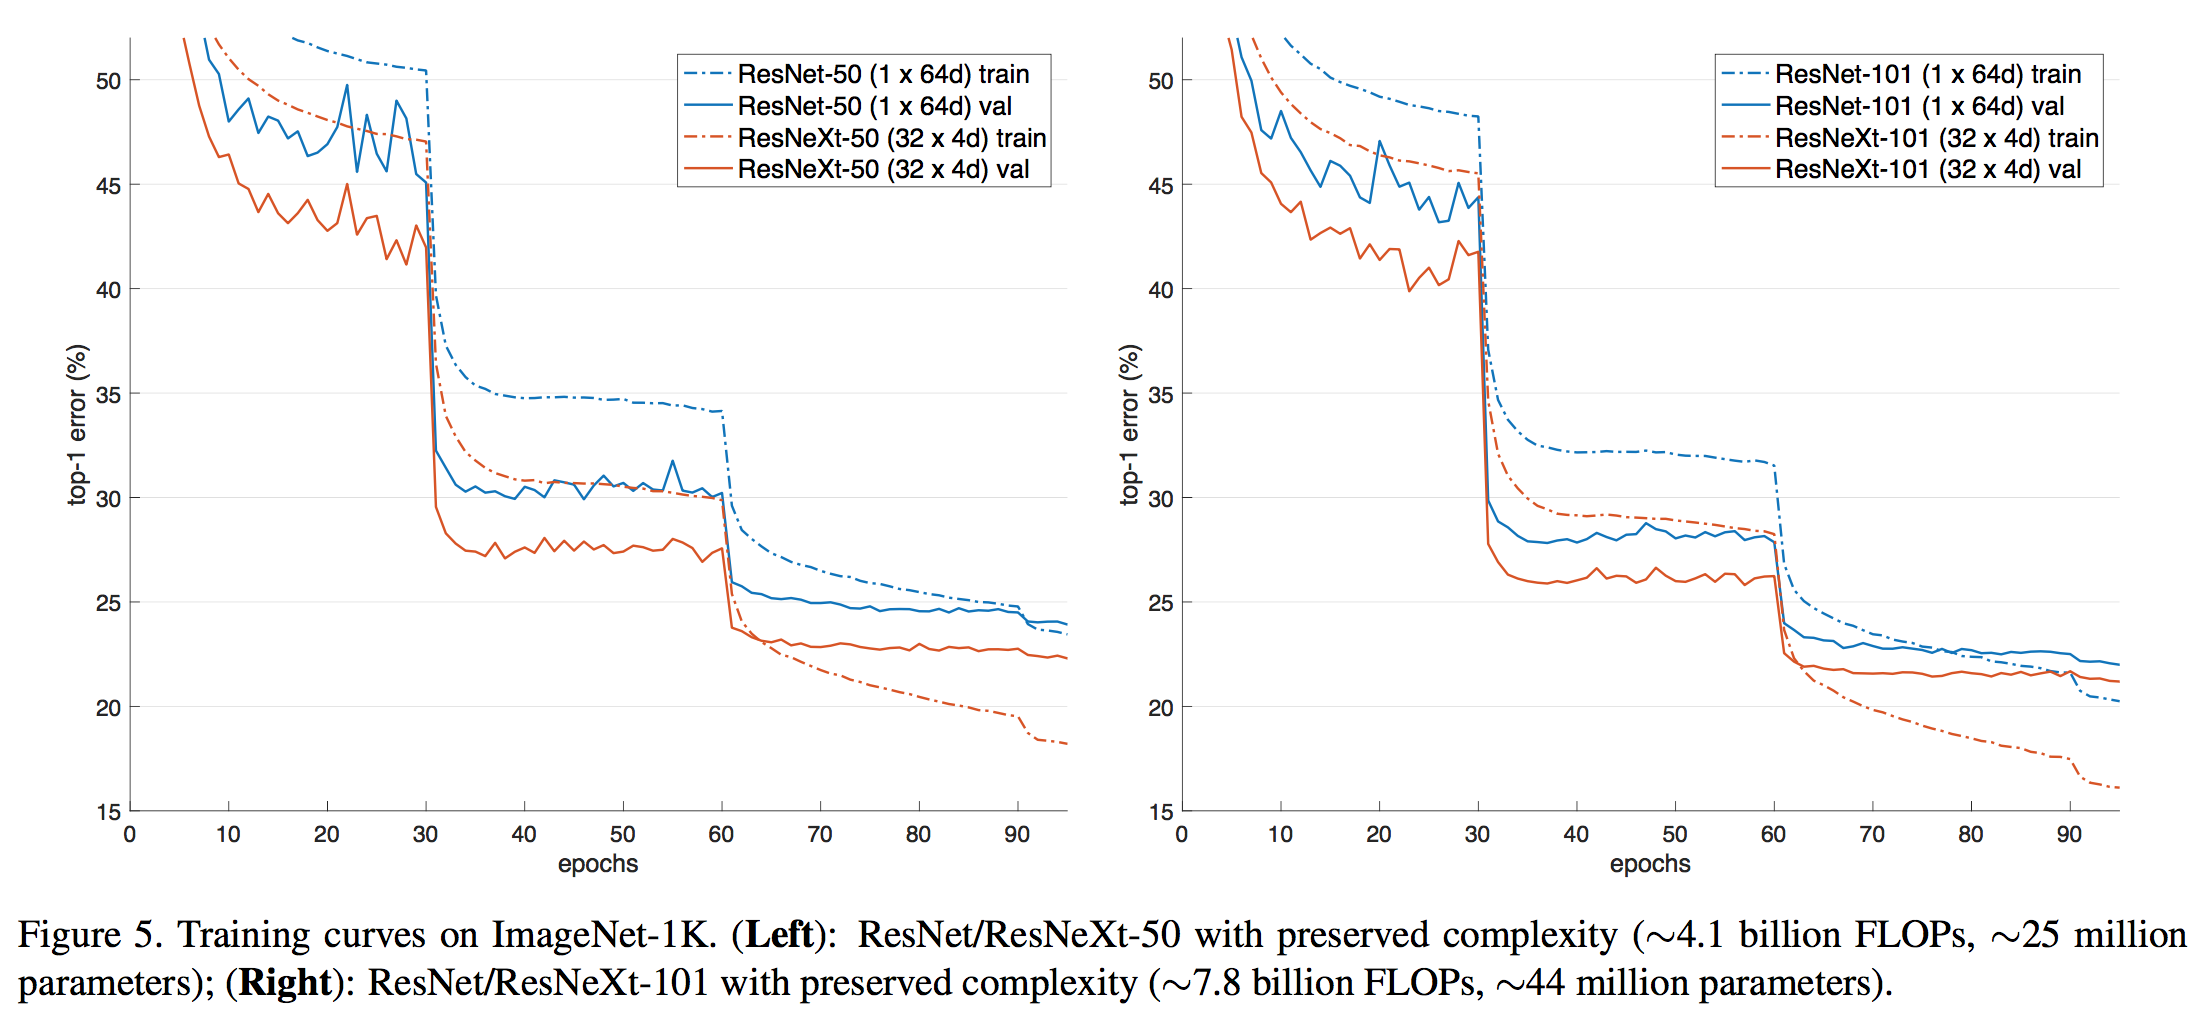 50
45
40
35
30
25
20
15
top-1 error (%)
0 10 20 30 40 50 60 70 80 90
epochs
ResNet-50 (1 x 64d) train
ResNet-50 (1 x 64d) val
ResNeXt-50 (32 x 4d) train
ResNeXt-50 (32 x 4d) val
50
45
40
35
30
25
20
15
top-1 error (%)
0 10 20 30 40 50 60 70 80 90
epochs
ResNet-101 (1 x 64d) train
ResNet-101 (1 x 64d) val
ResNeXt-101 (32 x 4d) train
ResNeXt-101 (32 x 4d) val
Figure 5. Training curves on ImageNet-1K. (Left): ResNet/ResNeXt-50 with preserved complexity (∼4.1 billion FLOPs, ∼25 million
parameters); (Right): ResNet/ResNeXt-101 with preserved complexity (∼7.8 billion FLOPs, ∼44 million parameters).